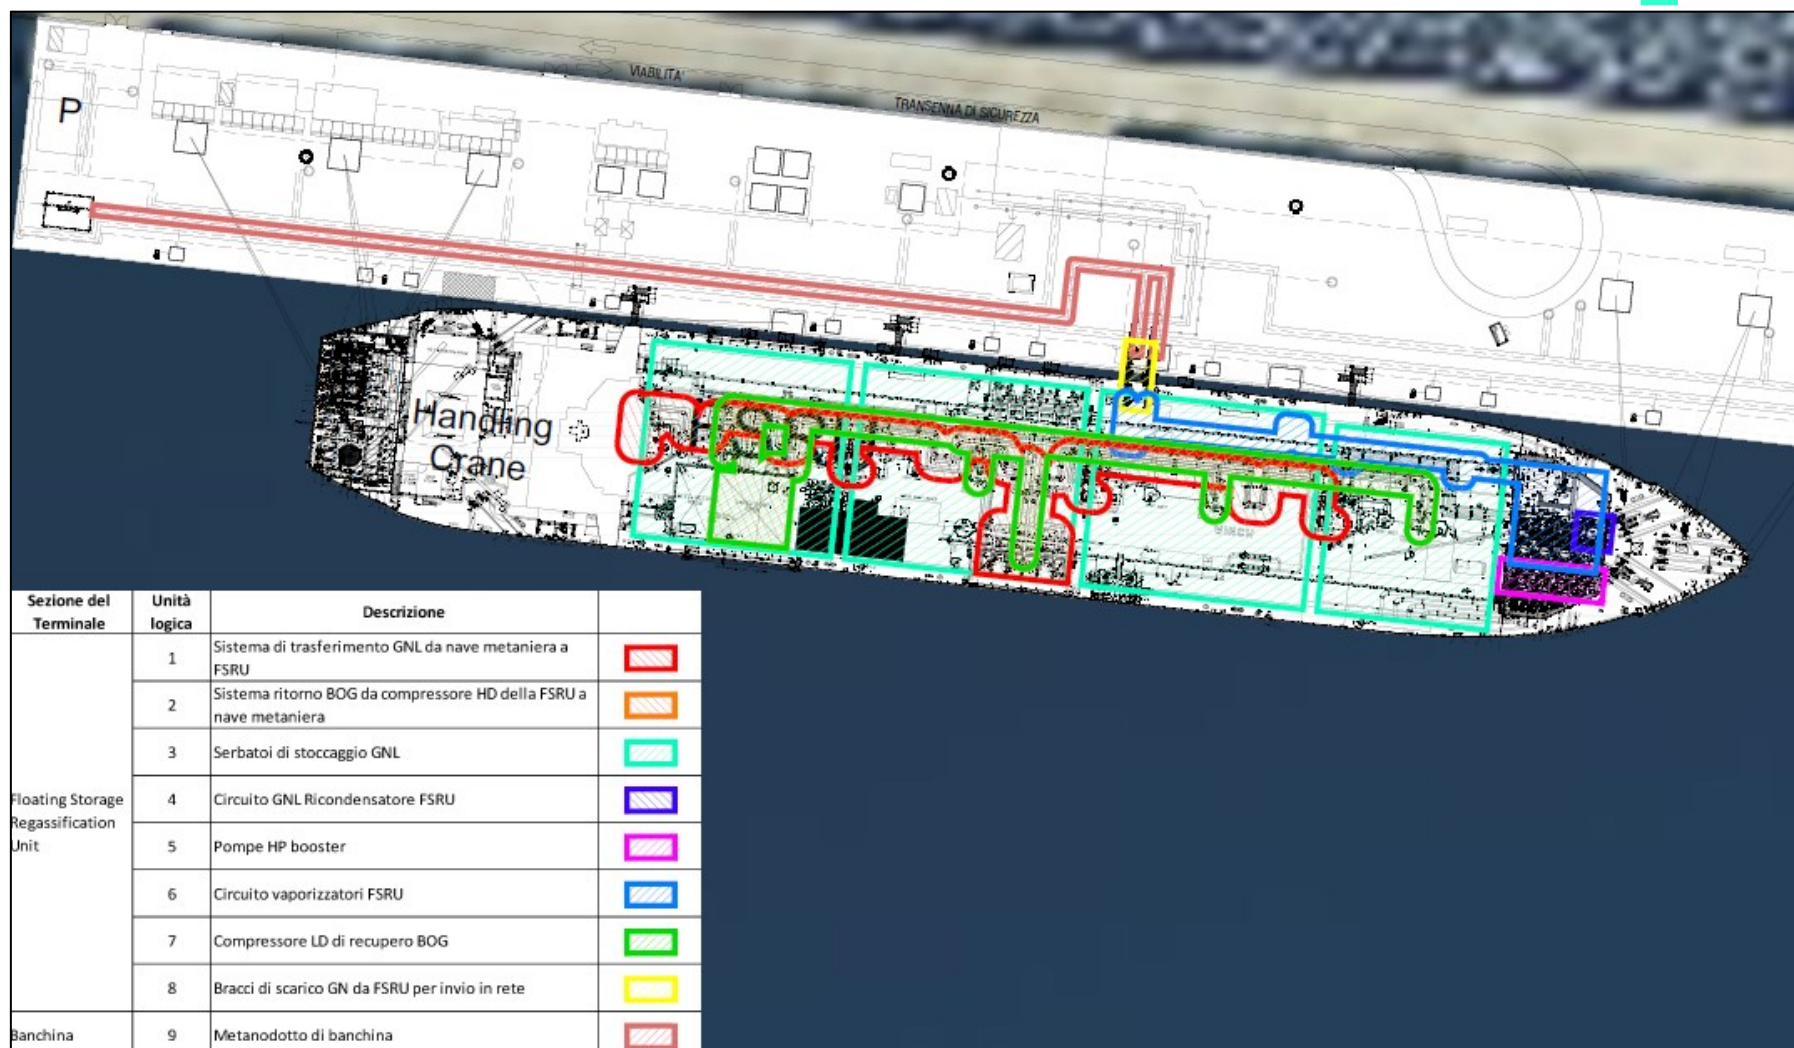 VIABILITA'
TRANSENNA DI SICUREZZA
P
Handling
Crane
Sezione del
Terminale
Unità
logica
Descrizione
1
Sistema di trasferimento GNL da nave metaniera a
FSRU
2
Sistema ritorno BOG da compressore HD della FSRU a
nave metaniera
3
Serbatoi di stoccaggio GNL
Floating Storage
Regassification
Unit
4
Circuito GNL Ricondensatore FSRU
5
Pompe HP booster
6
Circuito vaporizzatori FSRU
7
Compressore LD di recupero BOG
8
Bracci di scarico GN da FSRU per invio in rete
Banchina
9
Metanodotto di banchina